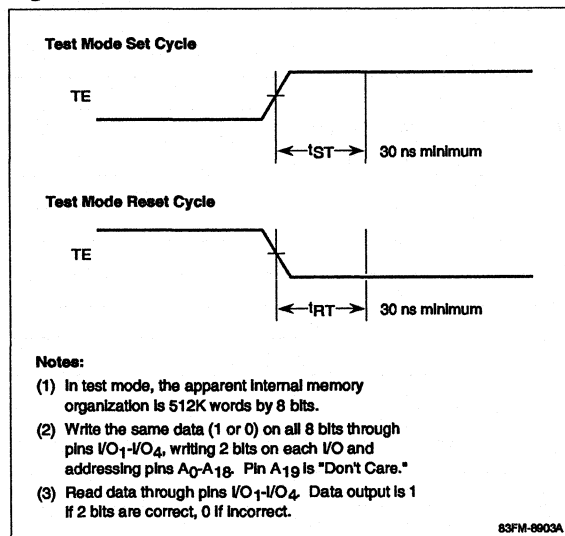 Test Mode Set Cycle
TE
tST
30 ns minimum
Test Mode Reset Cycle
TE
tRT
30 ns minimum
Notes:
(1) In test mode, the apparent internal memory
organization is 512K words by 8 bits.
(2) Write the same data (1 or 0) on all 8 bits through
pins I/O1-I/O4, writing 2 bits on each I/O and
addressing pins A0-A18. Pin A19 is "Don't Care."
(3) Read data through pins I/O1-I/O4. Data output is 1
if 2 bits are correct, 0 if incorrect.
83FM-8903A